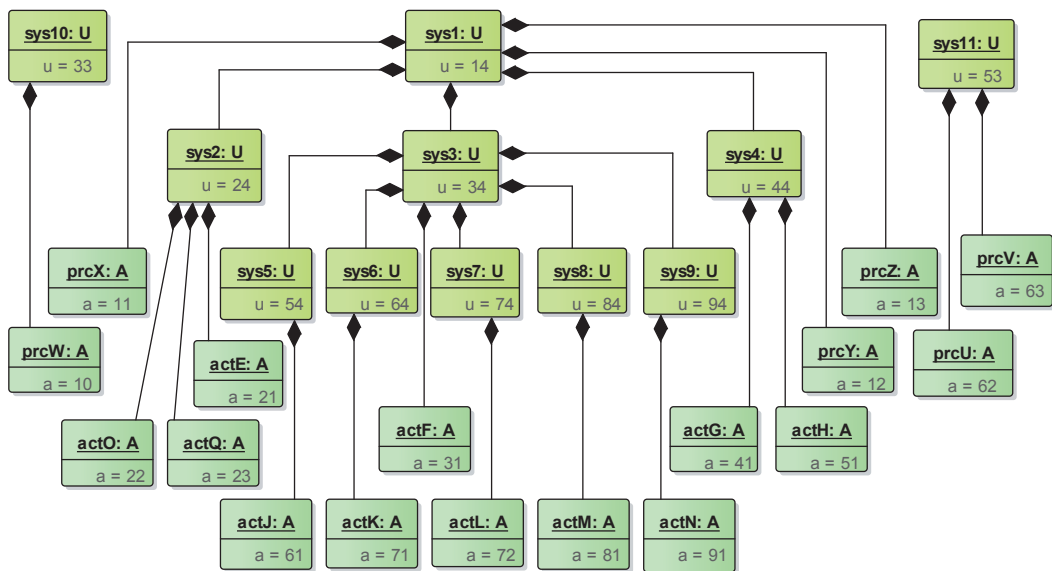 sys10: U
u = 33
sys1: U
u = 14
sys11: U
u = 53
sys2: U
u = 24
sys3: U
u = 34
sys4: U
u = 44
prcX: A
a = 11
sys5: U
u = 54
sys6: U
u = 64
sys7: U
u = 74
sys8: U
u = 84
sys9: U
u = 94
prcZ: A
a = 13
prcV: A
a = 63
prcW: A
a = 10
actE: A
a = 21
prcY: A
a = 12
prcU: A
a = 62
actO: A
a = 22
actQ: A
a = 23
actF: A
a = 31
actG: A
a = 41
actH: A
a = 51
actJ: A
a = 61
actK: A
a = 71
actL: A
a = 72
actM: A
a = 81
actN: A
a = 91